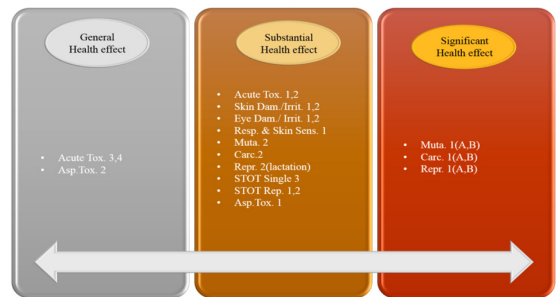 General
Health effect
• Acute Tox. 3,4
• Asp.Tox. 2
Substantial
Health effect
• Acute Tox. 1,2
• Skin Dam./Irrit. 1,2
• Eye Dam./ Irrit. 1,2
• Resp. & Skin Sens. 1
• Muta. 2
• Carc.2
• Repr. 2(lactation)
• STOT Single 3
• STOT Rep. 1,2
• Asp.Tox. 1
Significant
Health effect
• Muta. 1(A,B)
• Carc. 1(A,B)
• Repr. 1(A,B)